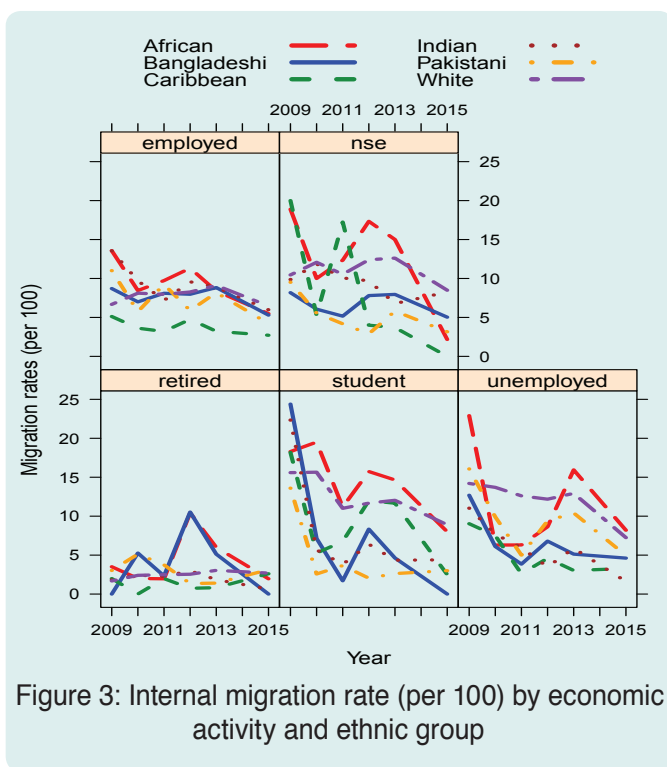 African
Bangladeshi
Caribbean
Indian
Pakistani
White
2009 2011 2013 2015
employed nse
25
20
15
10
5
0
retired student unemployed
25
20
15
10
5
0
Migration rates (per 100)
2009 2011 2013 2015 2009 2011 2013 2015
Year
Figure 3: Internal migration rate (per 100) by economic
activity and ethnic group